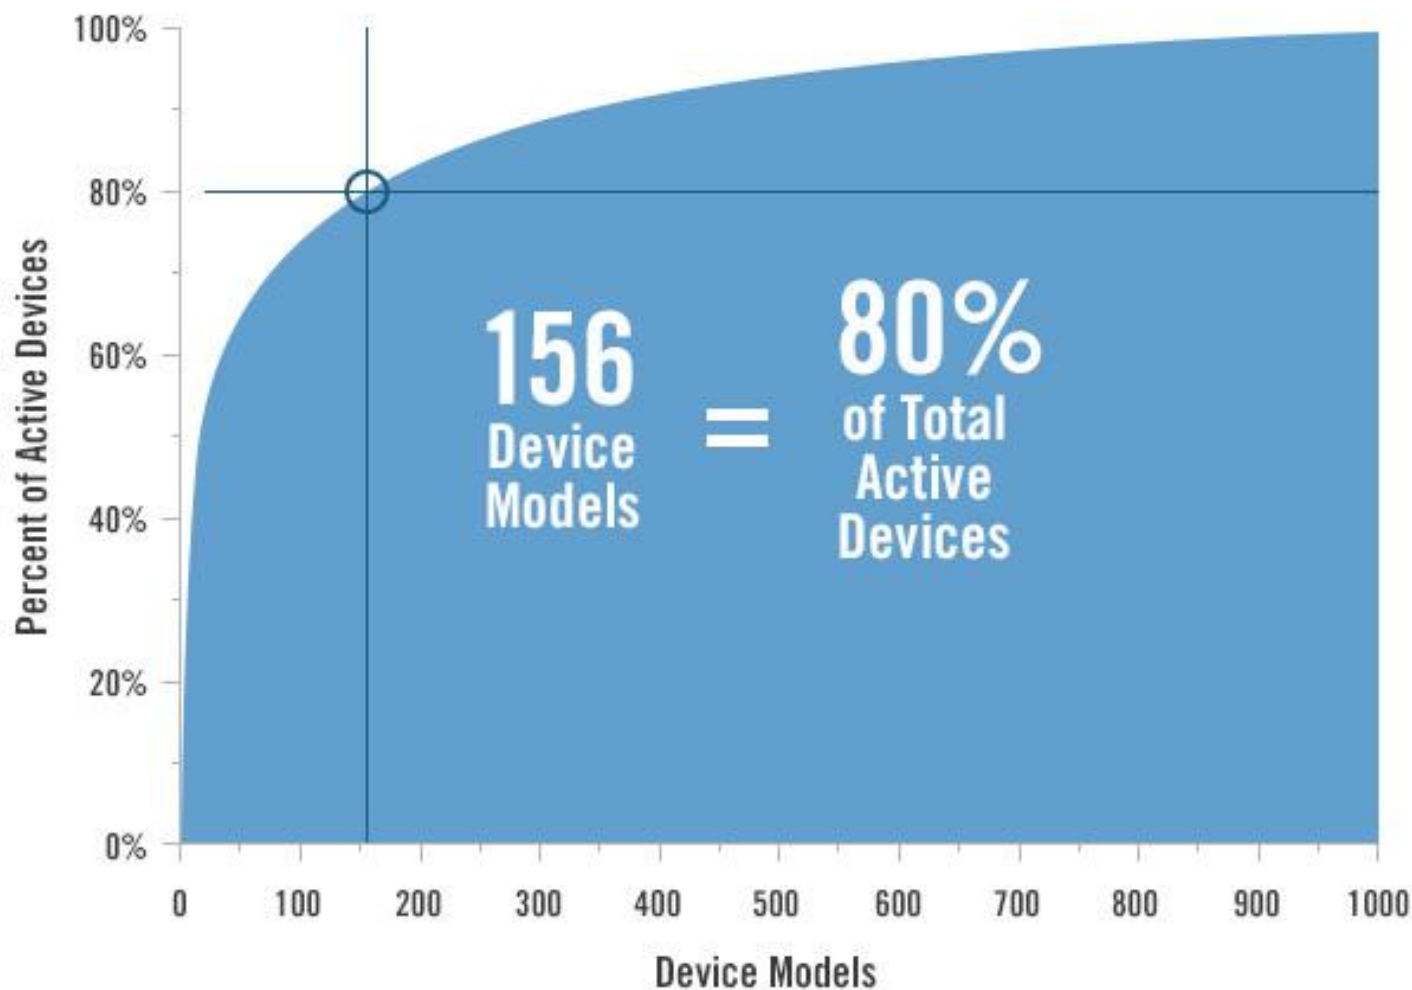 100%
80%
60%
40%
20%
0%
Percent of Active Devices
156
Device
Models
=
80%
of Total
Active
Devices
0 100 200 300 400 500 600 700 800 900 1000
Device Models